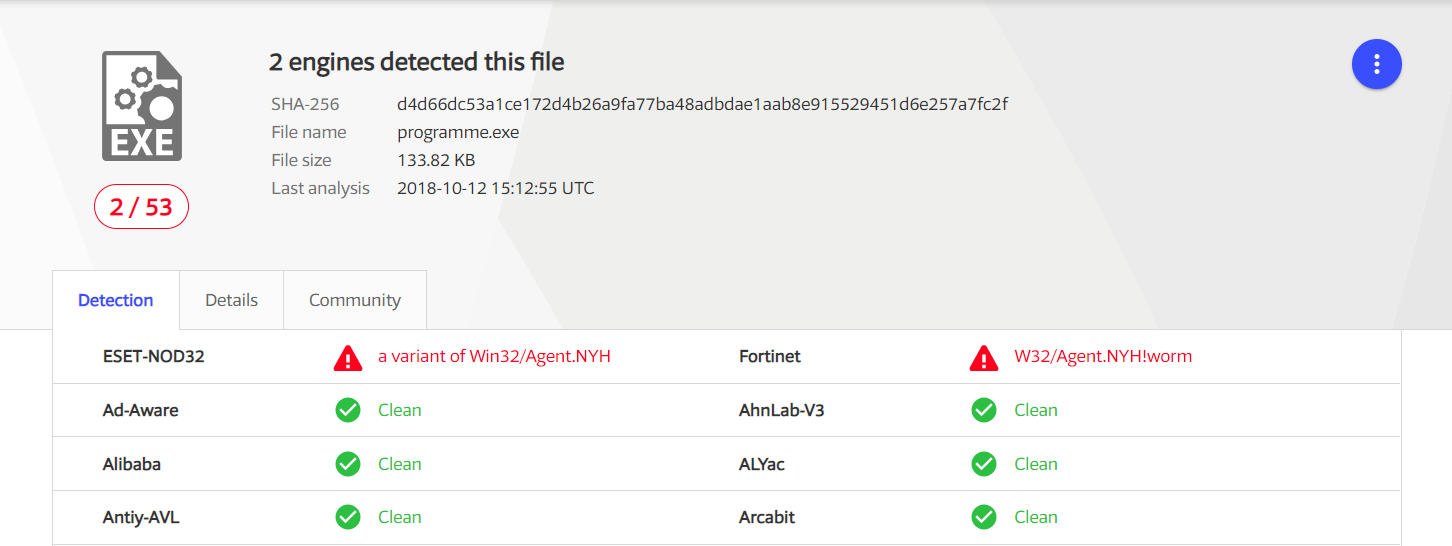 2 engines detected this file
SHA-256 d4d66dc53a1ce172d4b26a9fa77ba48adbdae1aab8e915529451d6e257a7fc2f
File name programme.exe
File size 133.82 KB
Last analysis 2018-10-12 15:12:55 UTC
EXE
2 / 53
Detection Details Community
ESET-NOD32 a variant of Win32/Agent.NYH Fortinet W32/Agent.NYH!worm
Ad-Aware Clean AhnLab-V3 Clean
Alibaba Clean ALYac Clean
Antiy-AVL Clean Arcabit Clean